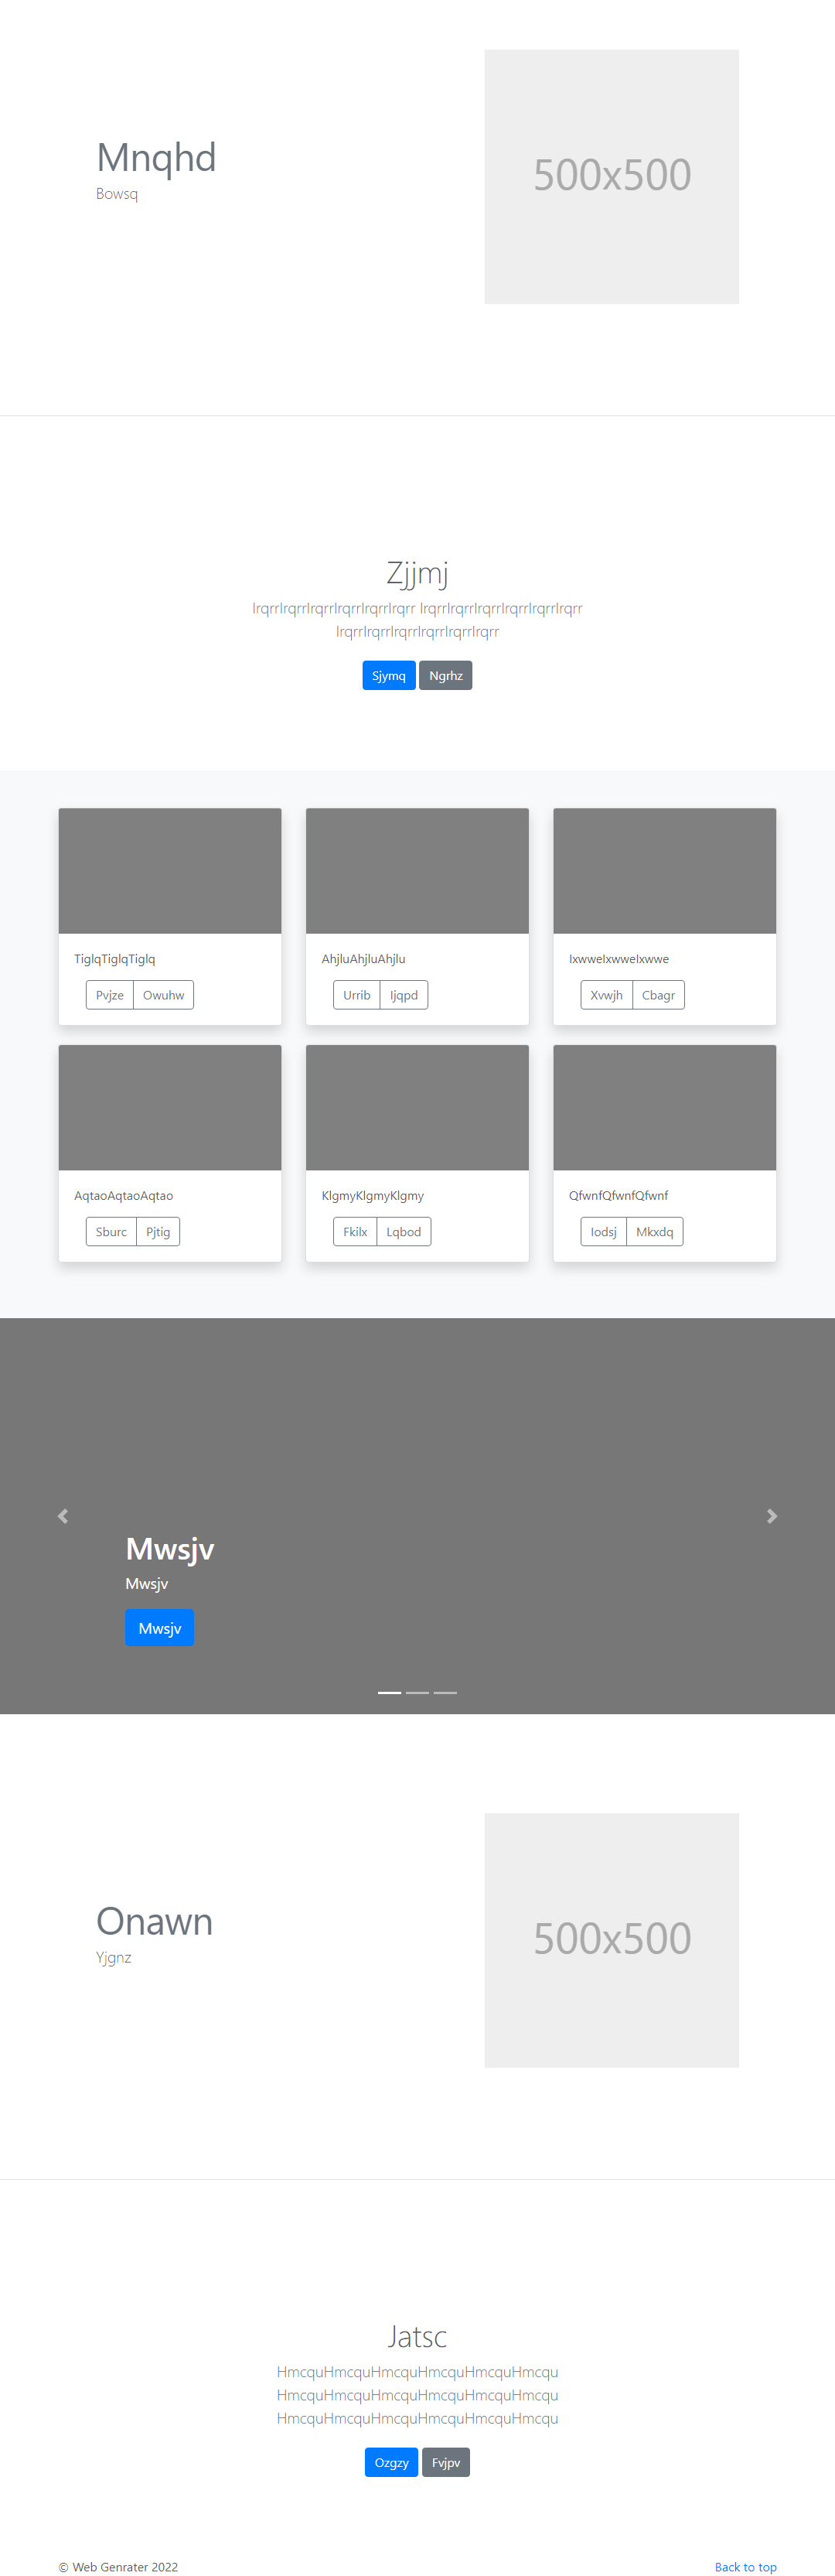 Mnqhd
Bowsq
500x500
Zjjmj
IrqrrIrqrrIrqrrIrqrrIrqrrIrqrr IrqrrIrqrrIrqrrIrqrrIrqrrIrqrr
IrqrrIrqrrIrqrrIrqrrIrqrrIrqrr
Sjymq Ngrhz
TiglqTiglqTiglq
Pvjze Owuhw
AhjluAhjluAhjlu
Urrib Ijqpd
IxwweIxwweIxwwe
Xvwjh Cbagr
AqtaoAqtaoAqtao
Sburc Pjtig
KlgmyKlgmyKlgmy
Fkilx Lqbod
QfwnfQfwnfQfwnf
Iodsj Mkxdq
Mwsjv
Mwsjv
Mwsjv
Onawn
Yjgnz
500x500
Jatsc
HmcquHmcquHmcquHmcquHmcquHmcqu
HmcquHmcquHmcquHmcquHmcquHmcqu
HmcquHmcquHmcquHmcquHmcquHmcqu
Ozgzy Fvjpv
© Web Genrater 2022
Back to top